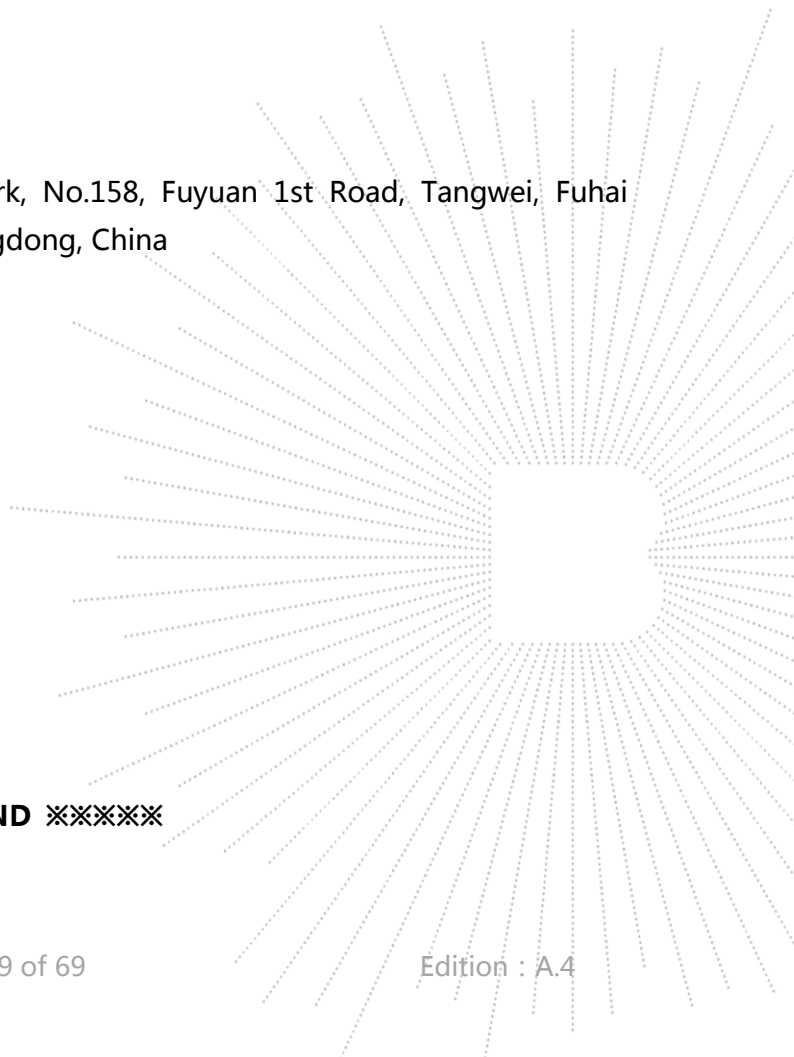 rk, No.158, Fuyuan 1st Road, Tangwei, Fuhai
gdong, China
ND ※※※※※
9 of 69 Edition : A.4